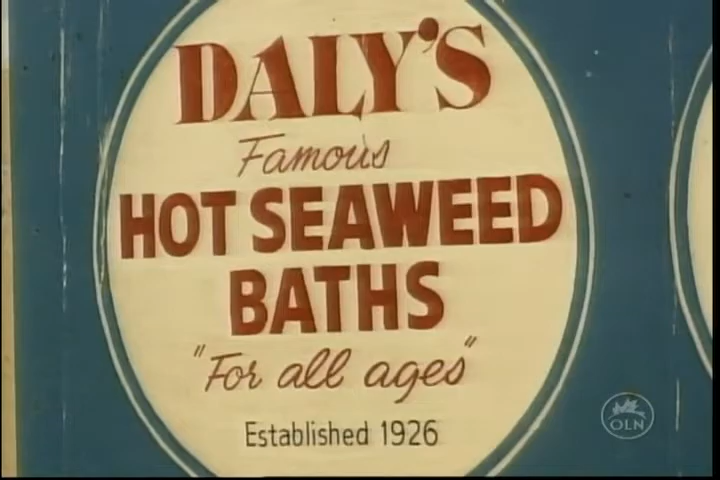 DALY'S
Famous
HOT SEAWEED
BATHS
"For all ages"
Established 1926
OLN